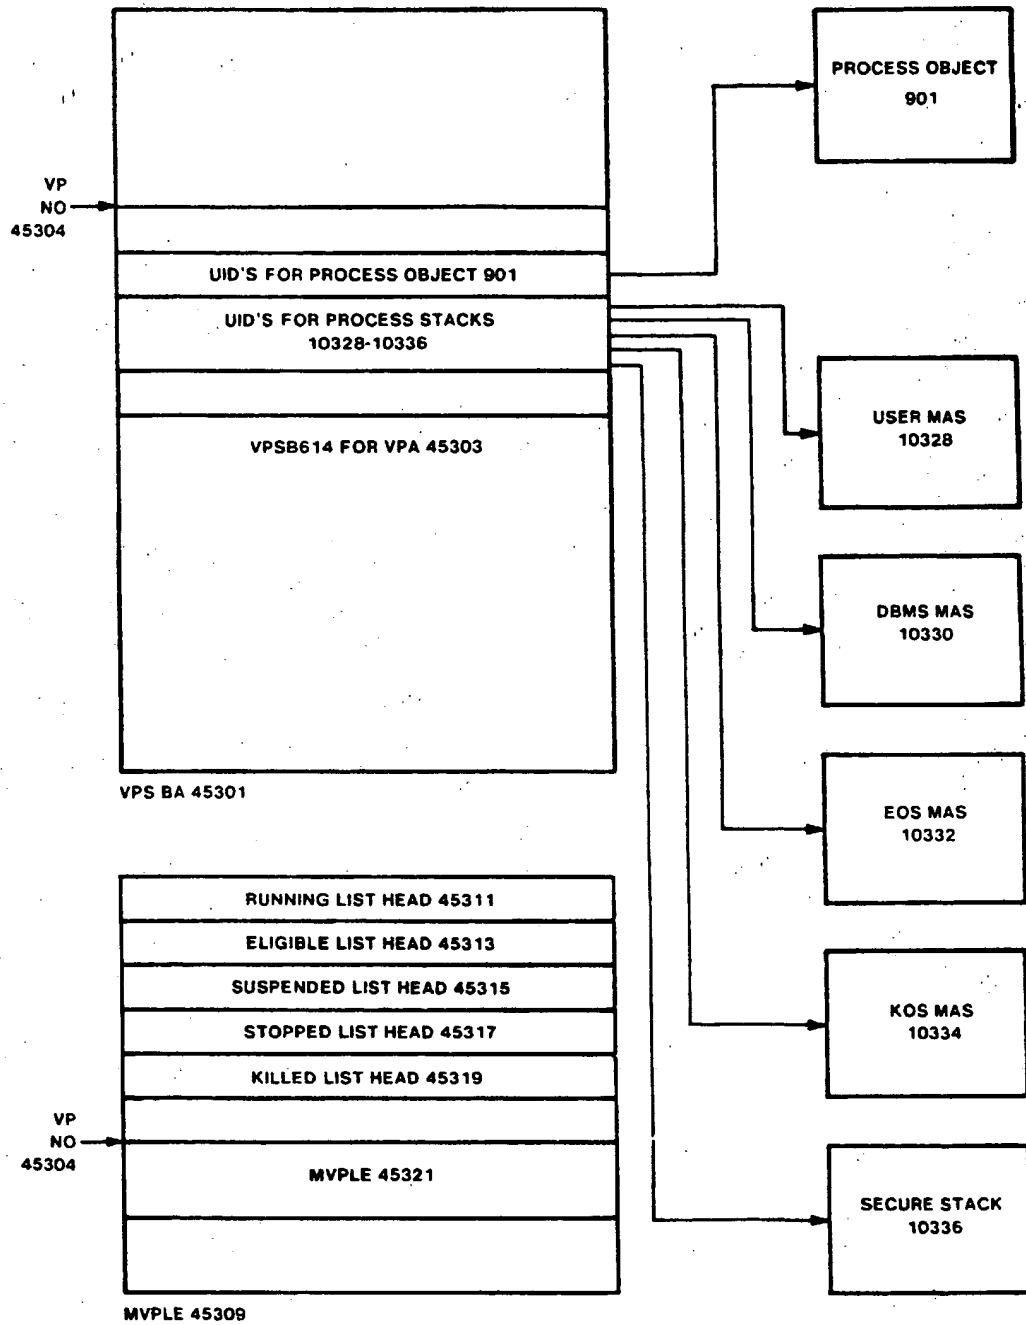 PROCESS OBJECT
901
VP
NO
45304
UID'S FOR PROCESS OBJECT 901
UID'S FOR PROCESS STACKS
10328-10336
VPSB614 FOR VPA 45303
USER MAS
10328
DBMS MAS
10330
VPS BA 45301
EOS MAS
10332
RUNNING LIST HEAD 45311
ELIGIBLE LIST HEAD 45313
SUSPENDED LIST HEAD 45315
STOPPED LIST HEAD 45317
KILLED LIST HEAD 45319
KOS MAS
10334
VP
NO
45304
MVPLE 45321
SECURE STACK
10336
MVPLE 45309